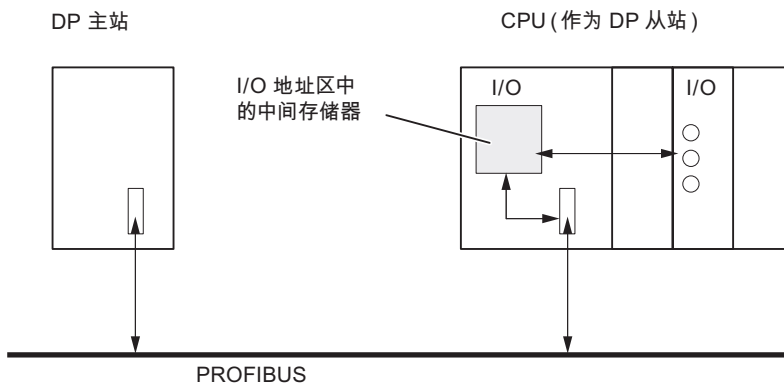 DP 主站
CPU (作为 DP 从站)
I/O 地址区中
的中间存储器
I/O
I/O
PROFIBUS